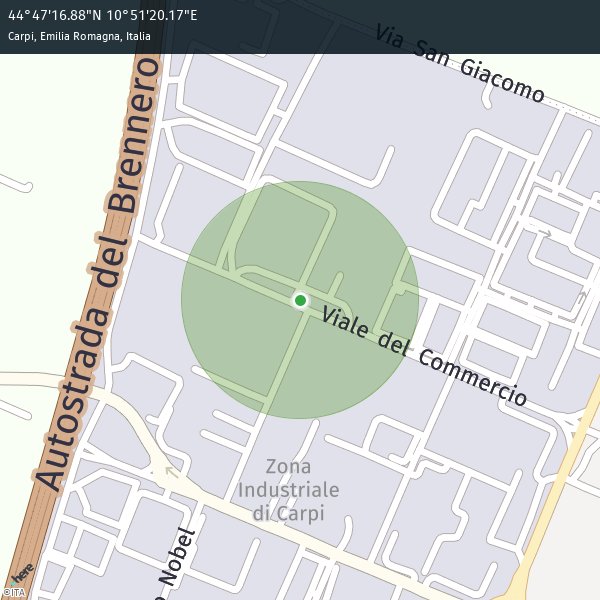 44°47'16.88"N 10°51'20.17"E
Carpi, Emilia Romagna, Italia
Via San Giacomo
Autostrada del Brennero
Viale del Commercio
Zona
Industriale
di Carpi
o Nobel
here
©ITA